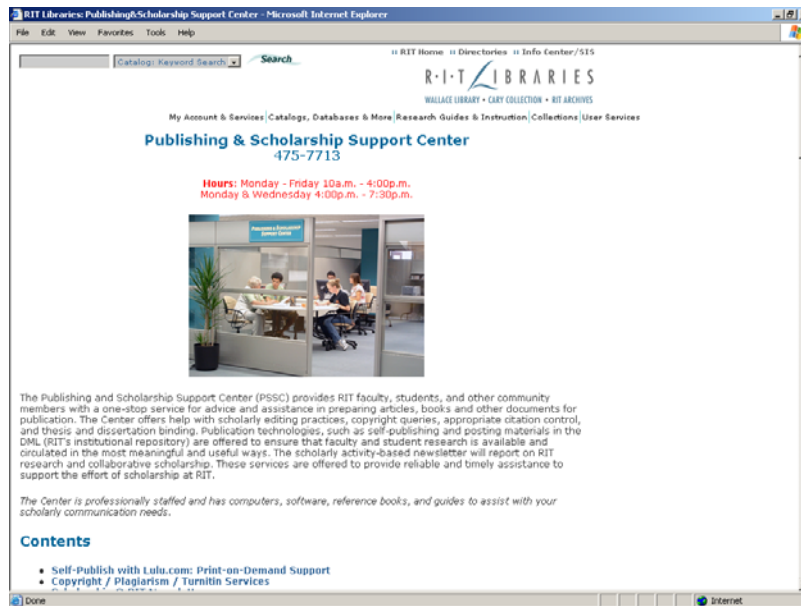 RIT Libraries: Publishing&Scholarship Support Center - Microsoft Internet Explorer
File Edit View Favorites Tools Help
Catalog: Keyword Search Search
:: RIT Home :: Directories :: Info Center/SIS
R·I·T LIBRARIES
WALLACE LIBRARY • CARY COLLECTION • RIT ARCHIVES
My Account & Services Catalogs, Databases & More Research Guides & Instruction Collections User Services
Publishing & Scholarship Support Center
475-7713
Hours: Monday - Friday 10a.m. - 4:00p.m.
Monday & Wednesday 4:00p.m. - 7:30p.m.
PUBLISHING & SCHOLARSHIP
SUPPORT CENTER
The Publishing and Scholarship Support Center (PSSC) provides RIT faculty, students, and other community
members with a one-stop service for advice and assistance in preparing articles, books and other documents for
publication. The Center offers help with scholarly editing practices, copyright queries, appropriate citation control,
and thesis and dissertation binding. Publication technologies, such as self-publishing and posting materials in the
DML (RIT's institutional repository) are offered to ensure that faculty and student research is available and
circulated in the most meaningful and useful ways. The scholarly activity-based newsletter will report on RIT
research and collaborative scholarship. These services are offered to provide reliable and timely assistance to
support the effort of scholarship at RIT.
The Center is professionally staffed and has computers, software, reference books, and guides to assist with your
scholarly communication needs.
Contents
• Self-Publish with Lulu.com: Print-on-Demand Support
• Copyright / Plagiarism / Turnitin Services
Done Internet